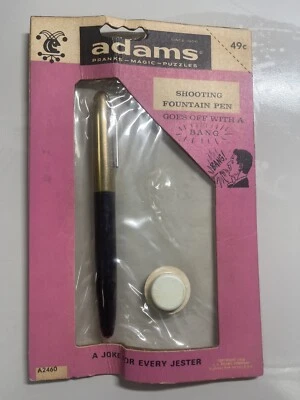 adams®
49¢
PRANKS—MAGIC—PUZZLES
SHOOTING
FOUNTAIN PEN
GOES OFF WITH A
BANG
BANG!
A JOKE FOR EVERY JESTER
A2460